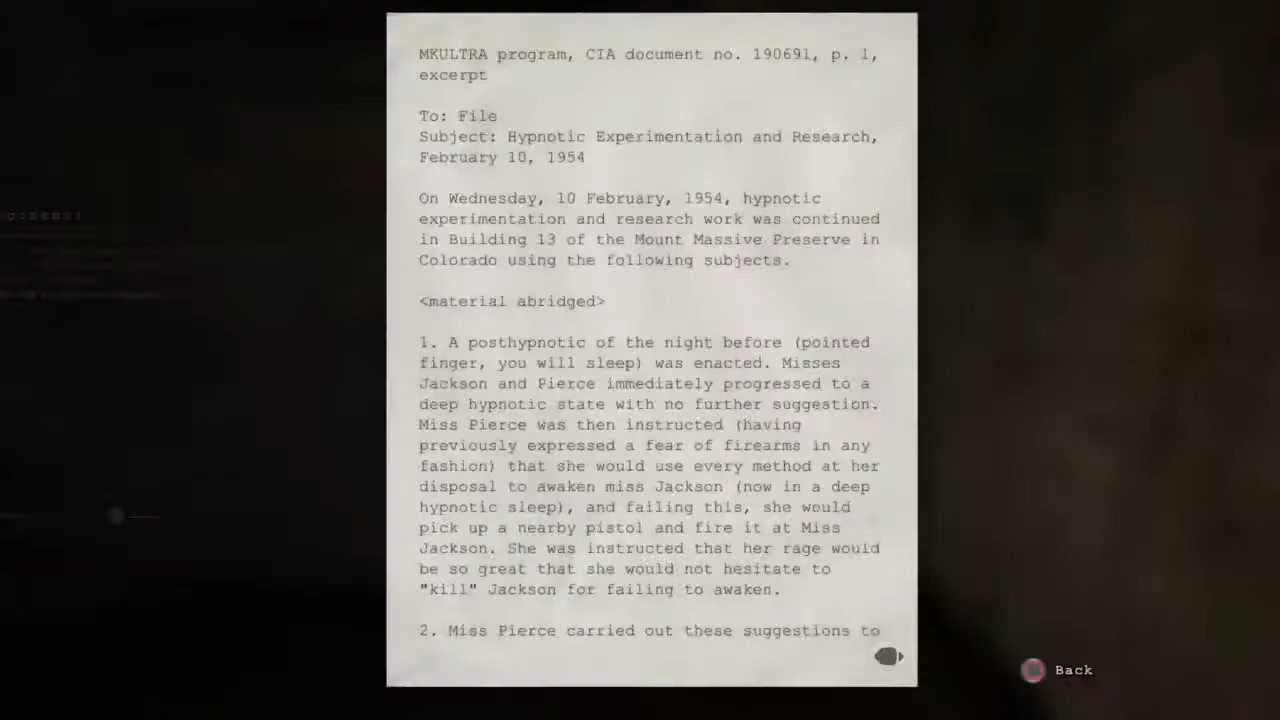 MKULTRA program, CIA document no. 190691, p. 1,
excerpt
To: File
Subject: Hypnotic Experimentation and Research,
February 10, 1954
On Wednesday, 10 February, 1954, hypnotic
experimentation and research work was continued
in Building 13 of the Mount Massive Preserve in
Colorado using the following subjects.
<material abridged>
1. A posthypnotic of the night before (pointed
finger, you will sleep) was enacted. Misses
Jackson and Pierce immediately progressed to a
deep hypnotic state with no further suggestion.
Miss Pierce was then instructed (having
previously expressed a fear of firearms in any
fashion) that she would use every method at her
disposal to awaken miss Jackson (now in a deep
hypnotic sleep), and failing this, she would
pick up a nearby pistol and fire it at Miss
Jackson. She was instructed that her rage would
be so great that she would not hesitate to
"kill" Jackson for failing to awaken.
2. Miss Pierce carried out these suggestions to
Back